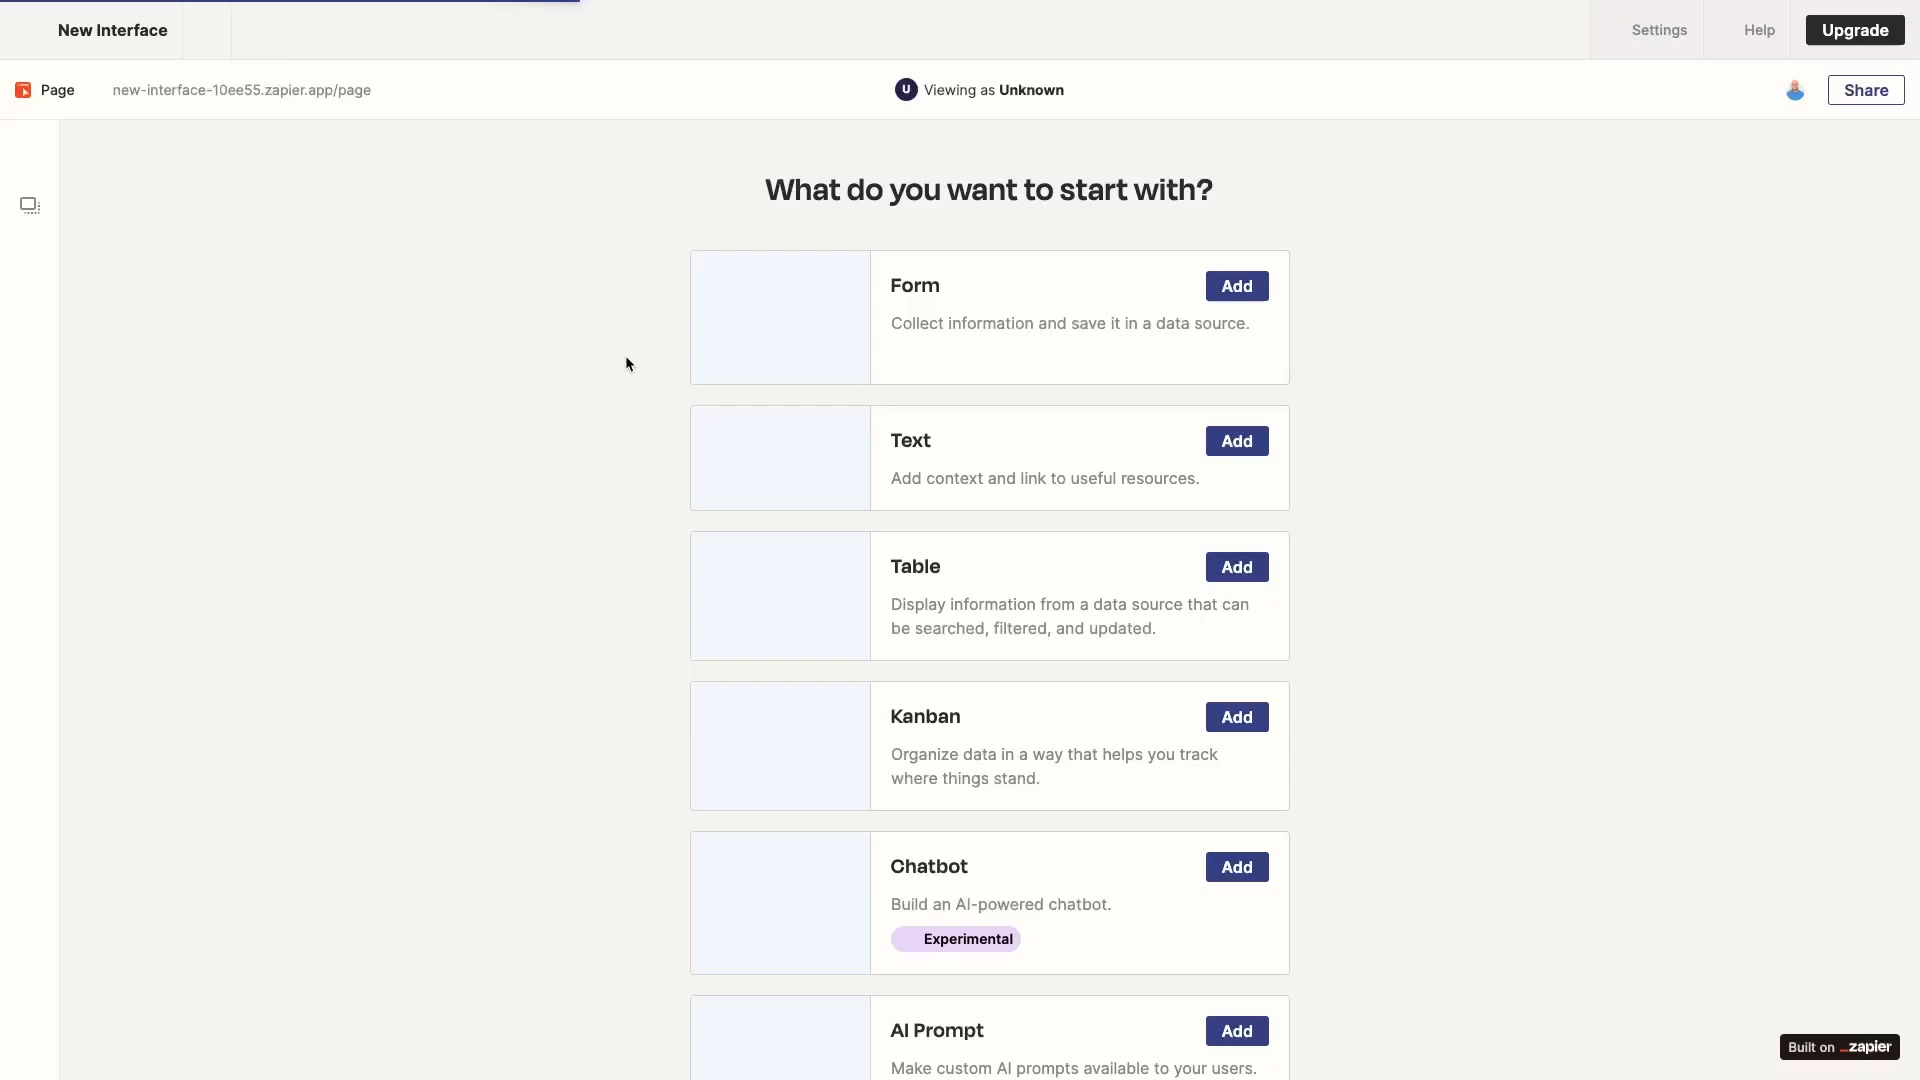 New Interface
Settings
Help
Upgrade
Page
new-interface-10ee55.zapier.app/page
U
Viewing as Unknown
Share
What do you want to start with?
Form
Add
Collect information and save it in a data source.
Text
Add
Add context and link to useful resources.
Table
Add
Display information from a data source that can
be searched, filtered, and updated.
Kanban
Add
Organize data in a way that helps you track
where things stand.
Chatbot
Add
Build an AI-powered chatbot.
Experimental
AI Prompt
Add
Make custom AI prompts available to your users.
Built on _zapier